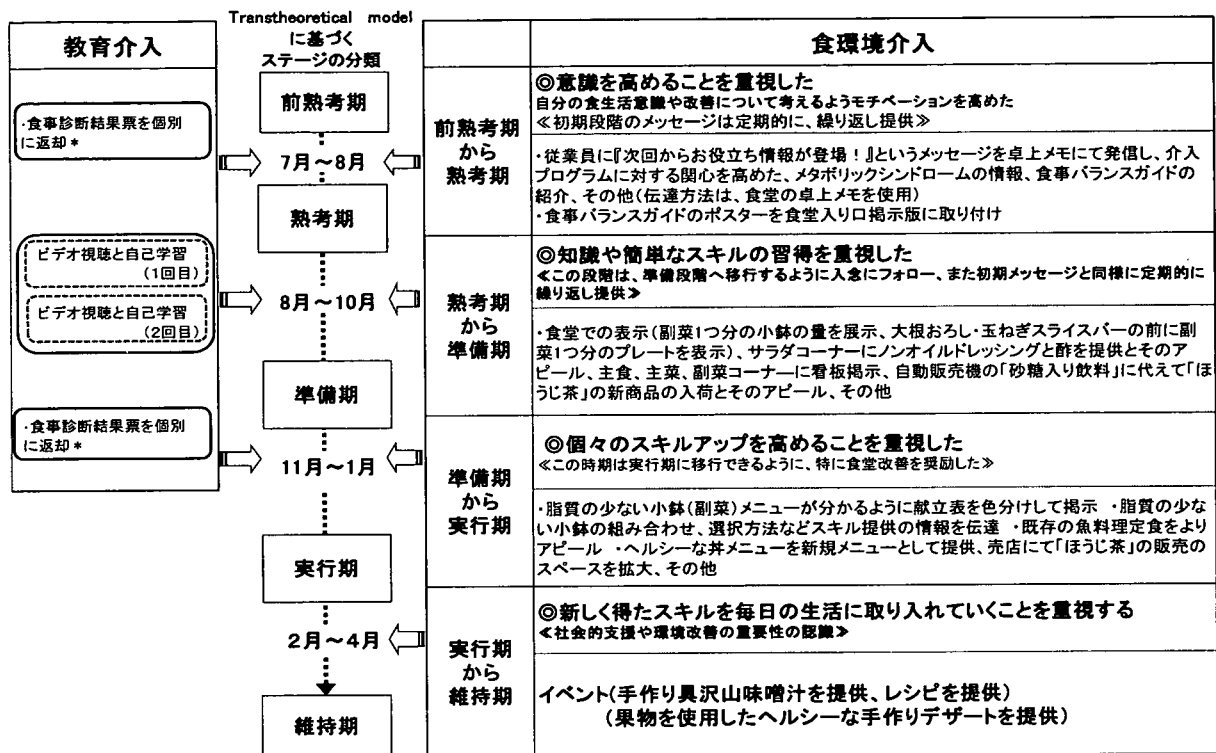 教育介入
・食事診断結果票を個別
に返却*
ビデオ視聴と自己学習
(1回目)
ビデオ視聴と自己学習
(2回目)
・食事診断結果票を個別
に返却*
Transtheoretical model
に基づく
ステージの分類
前熟考期
7月～8月
熟考期
8月～10月
準備期
11月～1月
実行期
2月～4月
維持期
食環境介入
前熟考期
から
熟考期
◎意識を高めることを重視した
自分の食生活意識や改善について考えるようモチベーションを高めた
≪初期段階のメッセージは定期的に、繰り返し提供≫
・従業員に『次回からお役立ち情報が登場！』というメッセージを卓上メモにて発信し、介入
プログラムに対する関心を高めた、メタボリックシンドロームの情報、食事バランスガイドの
紹介、その他(伝達方法は、食堂の卓上メモを使用)
・食事バランスガイドのポスターを食堂入り口掲示版に取り付け
熟考期
から
準備期
◎知識や簡単なスキルの習得を重視した
≪この段階は、準備段階へ移行するように入念にフォロー、また初期メッセージと同様に定期的に
繰り返し提供≫
・食堂での表示(副菜1つ分の小鉢の量を展示、大根おろし・玉ねぎスライスバーの前に副
菜1つ分のプレートを表示)、サラダコーナーにノンオイルドレッシングと酢を提供とそのア
ピール、主食、主菜、副菜コーナーに看板掲示、自動販売機の「砂糖入り飲料」に代えて「ほ
うじ茶」の新商品の入荷とそのアピール、その他
準備期
から
実行期
◎個々のスキルアップを高めることを重視した
≪この時期は実行期に移行できるように、特に食堂改善を奨励した≫
・脂質の少ない小鉢(副菜)メニューが分かるように献立表を色分けして掲示 ・脂質の少な
い小鉢の組み合わせ、選択方法などスキル提供の情報を伝達 ・既存の魚料理定食をより
アピール ・ヘルシーな丼メニューを新規メニューとして提供、売店にて「ほうじ茶」の販売の
スペースを拡大、その他
実行期
から
維持期
◎新しく得たスキルを毎日の生活に取り入れていくことを重視する
≪社会的支援や環境改善の重要性の認識≫
イベント(手作り具沢山味噌汁を提供、レシピを提供)
(果物を使用したヘルシーな手作りデザートを提供)